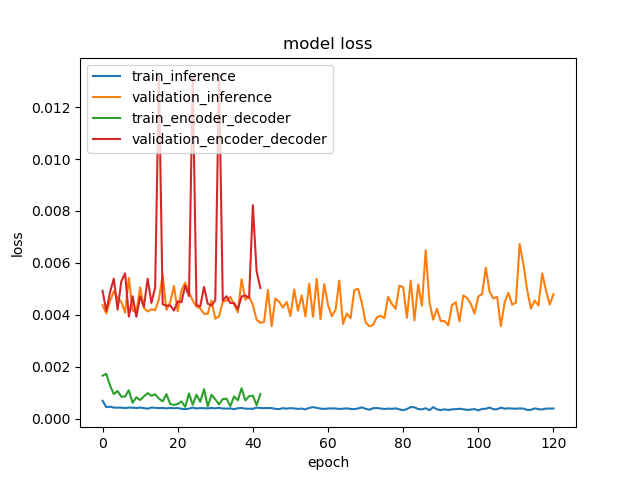 model loss
train_inference
validation_inference
train_encoder_decoder
validation_encoder_decoder
0.012
0.010
0.008
0.006
0.004
0.002
0.000
loss
0 20 40 60 80 100 120
epoch